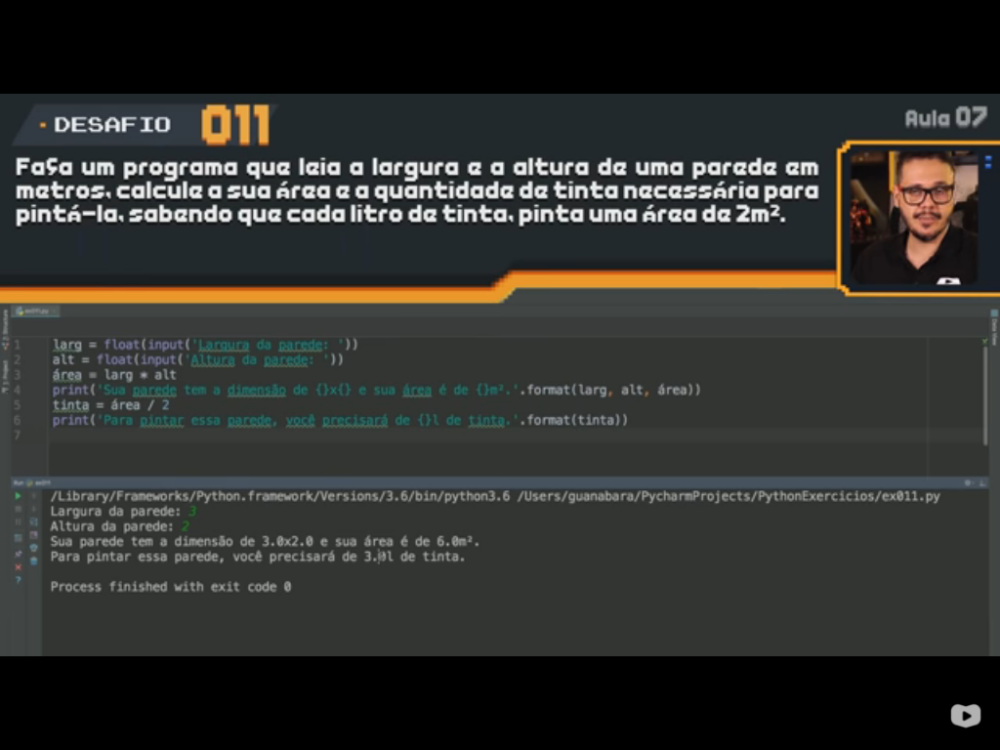 DESAFIO 011
Aula 07
Faça um programa que leia a largura e a altura de uma parede em
metros, calcule a sua área e a quantidade de tinta necessária para
pintá-la, sabendo que cada litro de tinta, pinta uma área de 2m².
ex011.py
1 larg = float(input('Largura da parede: '))
2 alt = float(input('Altura da parede: '))
3 área = larg * alt
4 print('Sua parede tem a dimensão de {}x{} e sua área é de {}m².'.format(larg, alt, área))
5 tinta = área / 2
6 print('Para pintar essa parede, você precisará de {}l de tinta.'.format(tinta))
7
Run ex011
/Library/Frameworks/Python.framework/Versions/3.6/bin/python3.6 /Users/guanabara/PycharmProjects/PythonExercicios/ex011.py
Largura da parede: 3
Altura da parede: 2
Sua parede tem a dimensão de 3.0x2.0 e sua área é de 6.0m².
Para pintar essa parede, você precisará de 3.0l de tinta.
Process finished with exit code 0